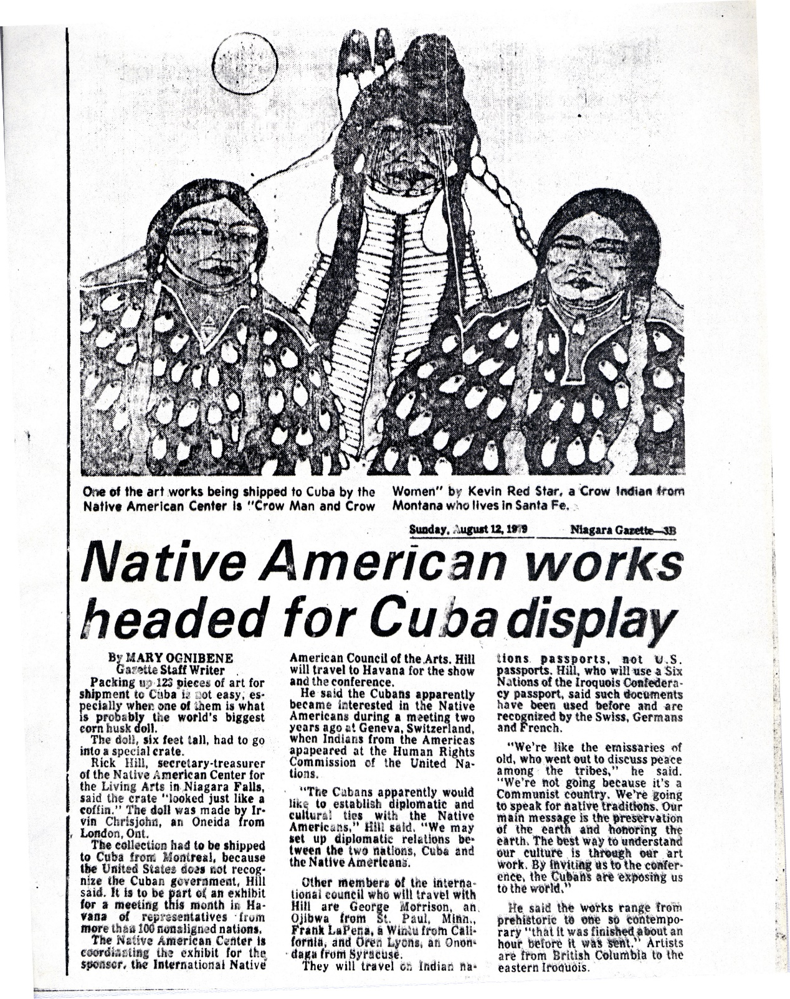 One of the art works being shipped to Cuba by the
Native American Center is "Crow Man and Crow
Women" by Kevin Red Star, a Crow Indian from
Montana who lives in Santa Fe.
Sunday, August 12, 1979 Niagara Gazette—3B
Native American works
headed for Cuba display
By MARY OGNIBENE
Gazette Staff Writer
Packing up 123 pieces of art for
shipment to Cuba is not easy, es-
pecially when one of them is what
is probably the world's biggest
corn husk doll.
The doll, six feet tall, had to go
into a special crate.
Rick Hill, secretary-treasurer
of the Native American Center for
the Living Arts in Niagara Falls,
said the crate "looked just like a
coffin." The doll was made by Ir-
vin Chrisjohn, an Oneida from
London, Ont.
The collection had to be shipped
to Cuba from Montreal, because
the United States does not recog-
nize the Cuban government, Hill
said. It is to be part of an exhibit
for a meeting this month in Ha-
vana of representatives from
more than 100 nonaligned nations.
The Native American Center is
coordinating the exhibit for the
sponsor, the International Native
American Council of the Arts. Hill
will travel to Havana for the show
and the conference.
He said the Cubans apparently
became interested in the Native
Americans during a meeting two
years ago at Geneva, Switzerland,
when Indians from the Americas
apapeared at the Human Rights
Commission of the United Na-
tions.
"The Cubans apparently would
like to establish diplomatic and
cultural ties with the Native
Americans," Hill said. "We may
set up diplomatic relations be-
tween the two nations, Cuba and
the Native Americans.
Other members of the interna-
tional council who will travel with
Hill are George Morrison, an
Ojibwa from St. Paul, Minn.,
Frank LaPena, a Wintu from Cali-
fornia, and Oren Lyons, an Onon-
daga from Syracuse.
They will travel on Indian na-
tions passports, not U.S.
passports. Hill, who will use a Six
Nations of the Iroquois Confedera-
cy passport, said such documents
have been used before and are
recognized by the Swiss, Germans
and French.
"We're like the emissaries of
old, who went out to discuss peace
among the tribes," he said.
"We're not going because it's a
Communist country. We're going
to speak for native traditions. Our
main message is the preservation
of the earth and honoring the
earth. The best way to understand
our culture is through our art
work. By inviting us to the confer-
ence, the Cubans are exposing us
to the world."
He said the works range from
prehistoric to one so contempo-
rary "that it was finished about an
hour before it was sent." Artists
are from British Columbia to the
eastern Iroquois.